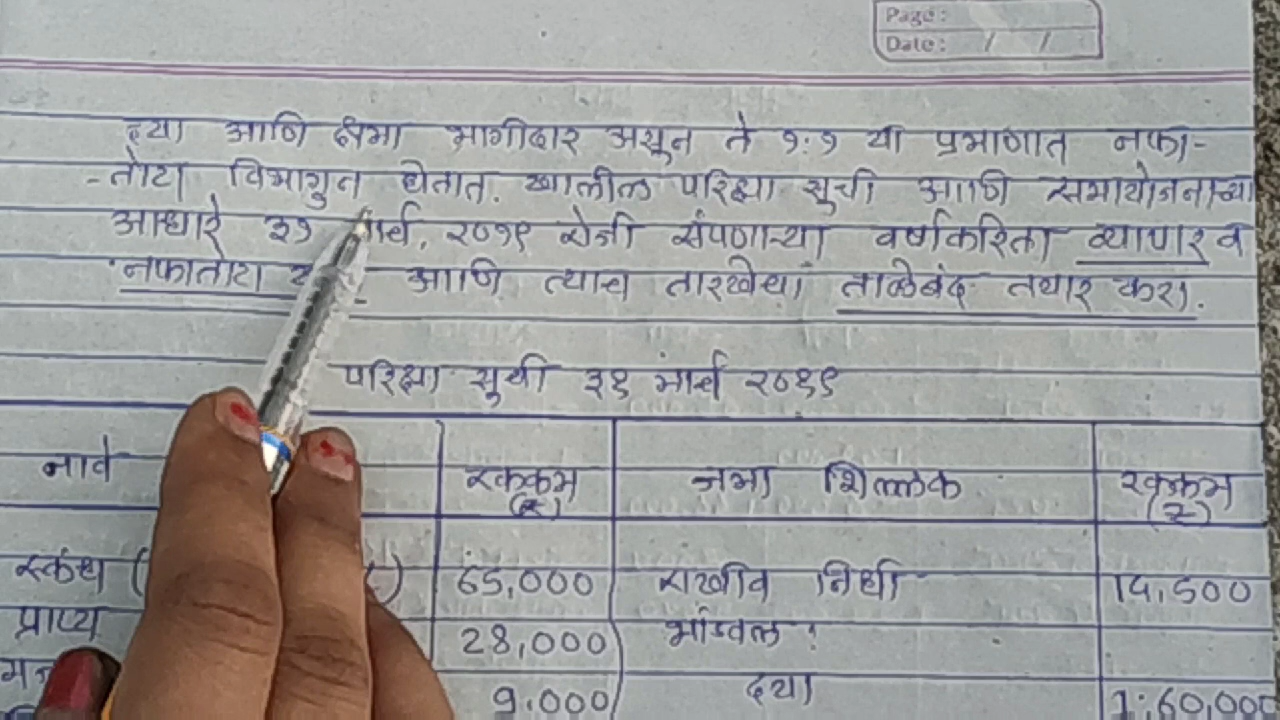 Page:
Date: / /
दया आणि क्षमा भागीदार असून ते १:१ या प्रमाणात नफा-
-तोटा विभागुन घेतात. खालील परिक्षा सुची आणि समायोजनाच्या
आधारे ३१ मार्च, २०१९ रोजी संपणाऱ्या वर्षाकरिता व्यापार व
नफातोटा आणि त्याच तारखेचा ताळेबंद तयार करा.
परिक्षा सुची ३१ मार्च २०१९
नावे रक्कम (₹) जमा शिल्लक रक्कम (₹)
स्कंध ( ) 65,000 राखीव निधी 14,500
प्राप्य 28,000 भांडवल :
9,000 दया 1,60,000